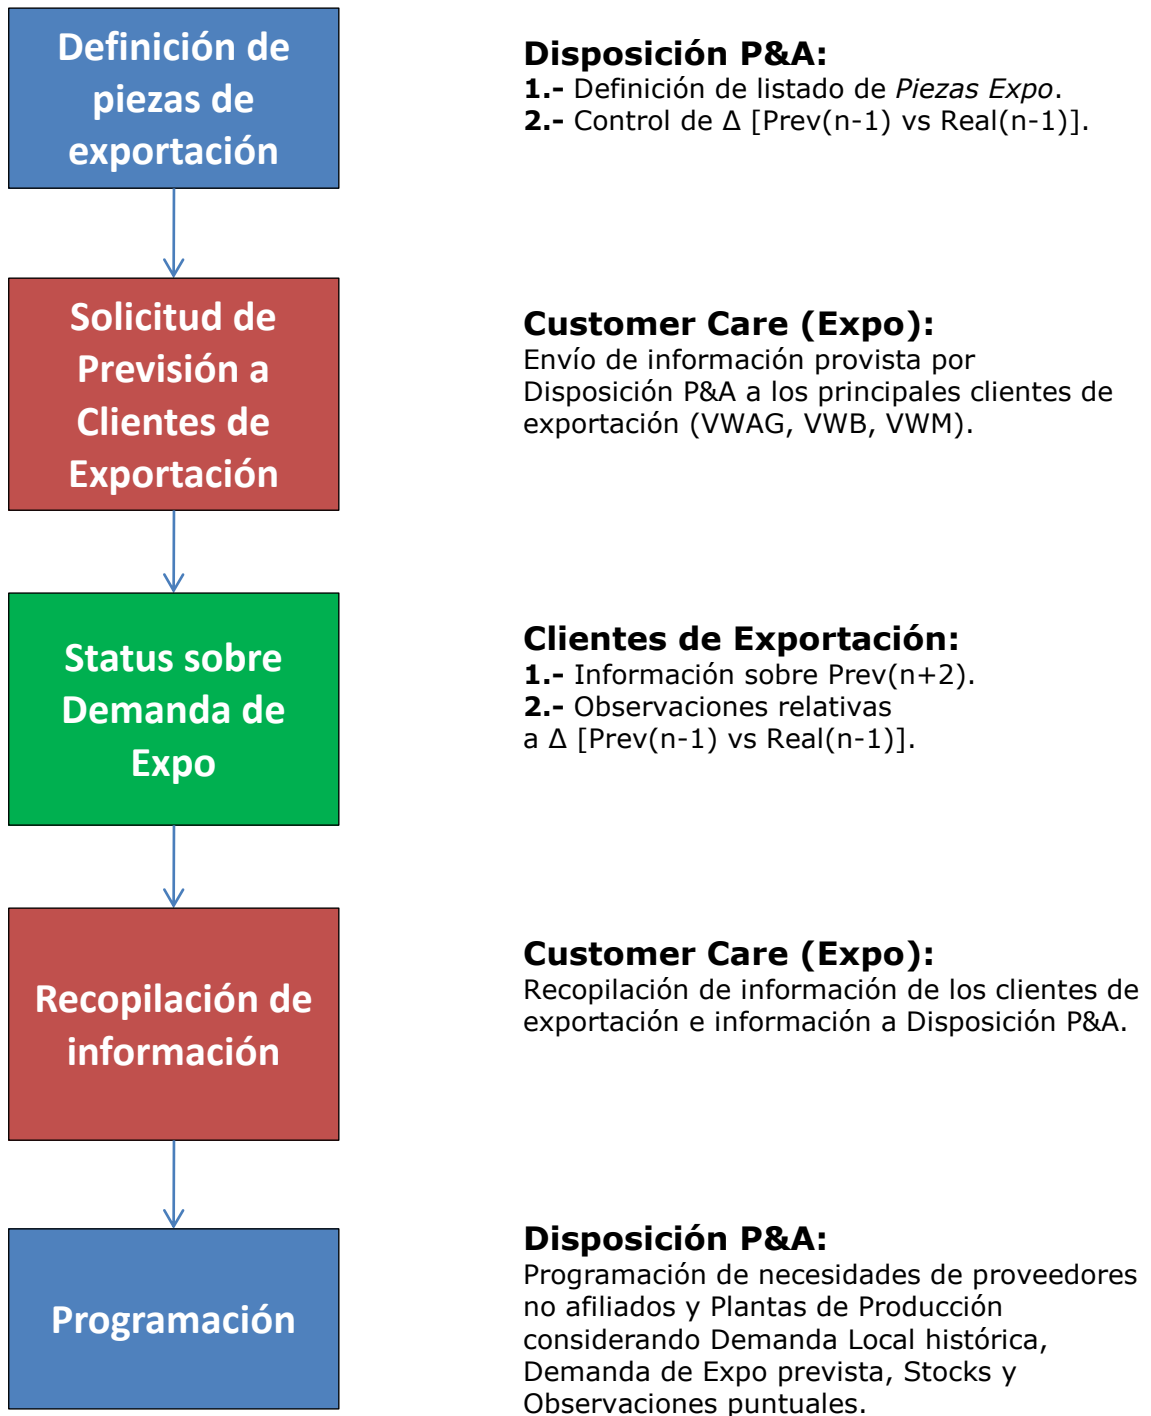 Definición de
piezas de
exportación
Disposición P&A:
1.- Definición de listado de Piezas Expo.
2.- Control de Δ [Prev(n-1) vs Real(n-1)].
Solicitud de
Previsión a
Clientes de
Exportación
Customer Care (Expo):
Envío de información provista por
Disposición P&A a los principales clientes de
exportación (VWAG, VWB, VWM).
Status sobre
Demanda de
Expo
Clientes de Exportación:
1.- Información sobre Prev(n+2).
2.- Observaciones relativas
a Δ [Prev(n-1) vs Real(n-1)].
Recopilación de
información
Customer Care (Expo):
Recopilación de información de los clientes de
exportación e información a Disposición P&A.
Programación
Disposición P&A:
Programación de necesidades de proveedores
no afiliados y Plantas de Producción
considerando Demanda Local histórica,
Demanda de Expo prevista, Stocks y
Observaciones puntuales.